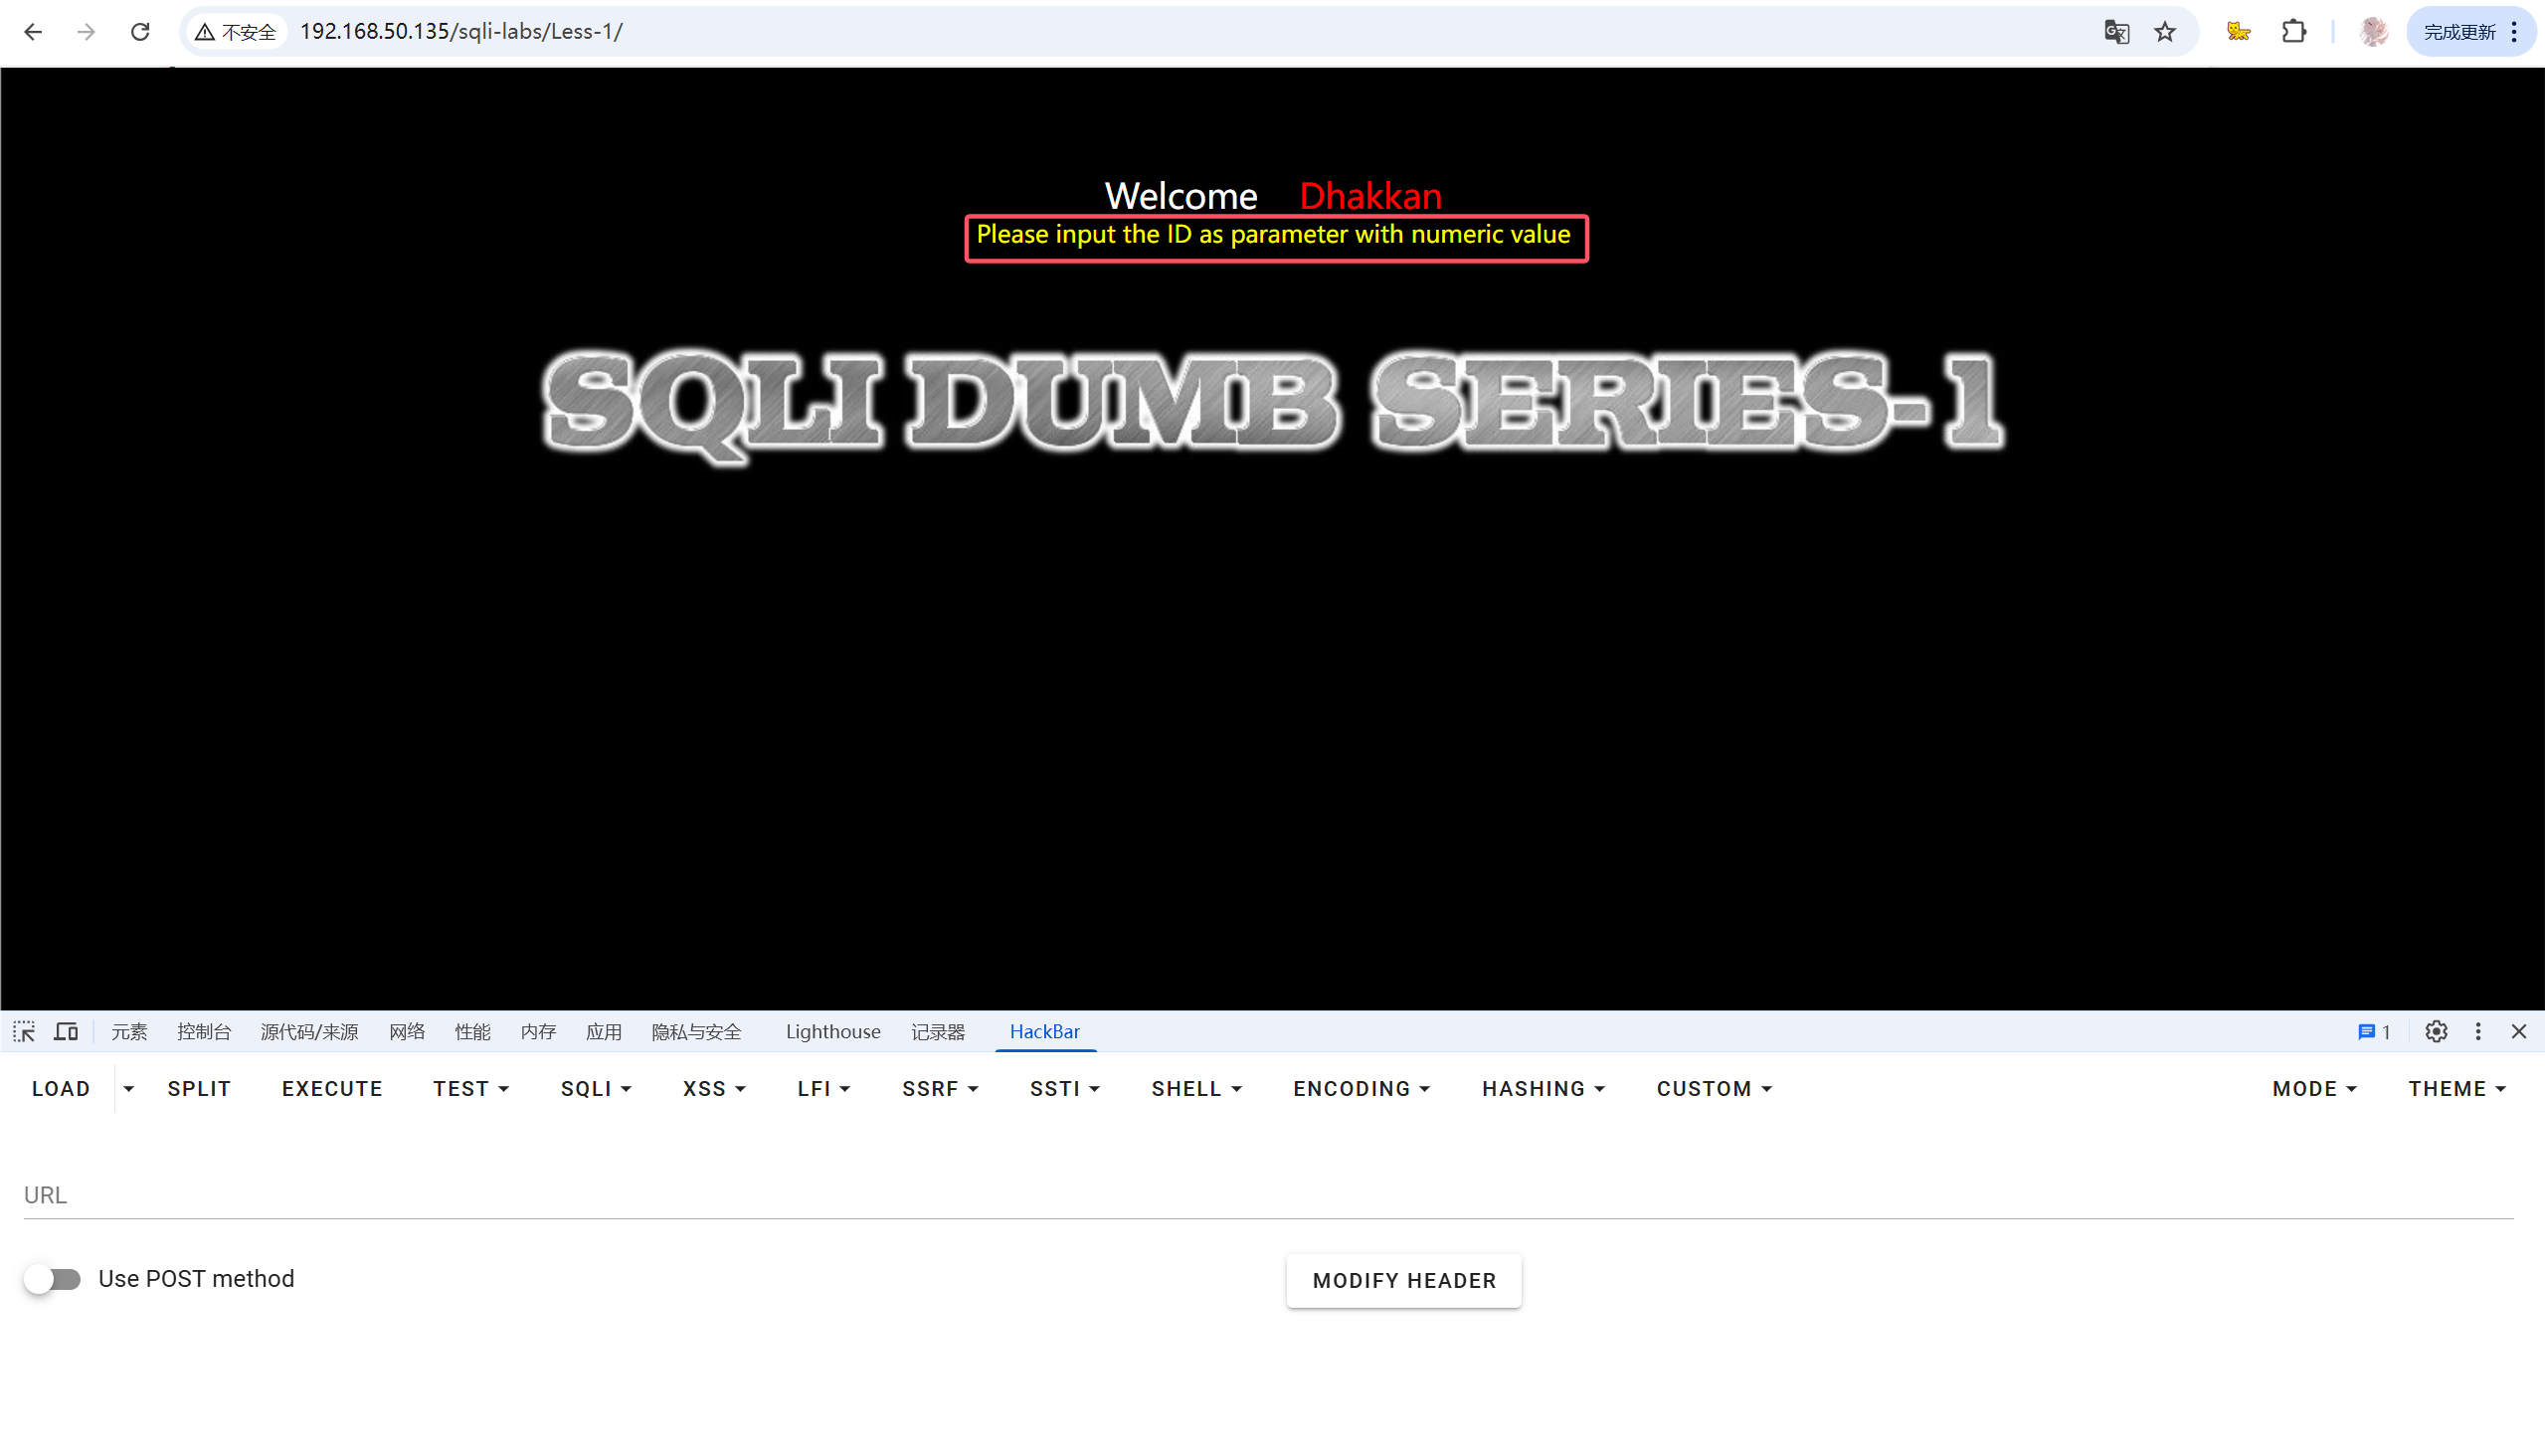 不安全 192.168.50.135/sqli-labs/Less-1/ 完成更新
Welcome Dhakkan
Please input the ID as parameter with numeric value
SQLI DUMB SERIES-1
元素 控制台 源代码/来源 网络 性能 内存 应用 隐私与安全 Lighthouse 记录器 HackBar 1
LOAD SPLIT EXECUTE TEST SQLI XSS LFI SSRF SSTI SHELL ENCODING HASHING CUSTOM MODE THEME
URL
Use POST method MODIFY HEADER